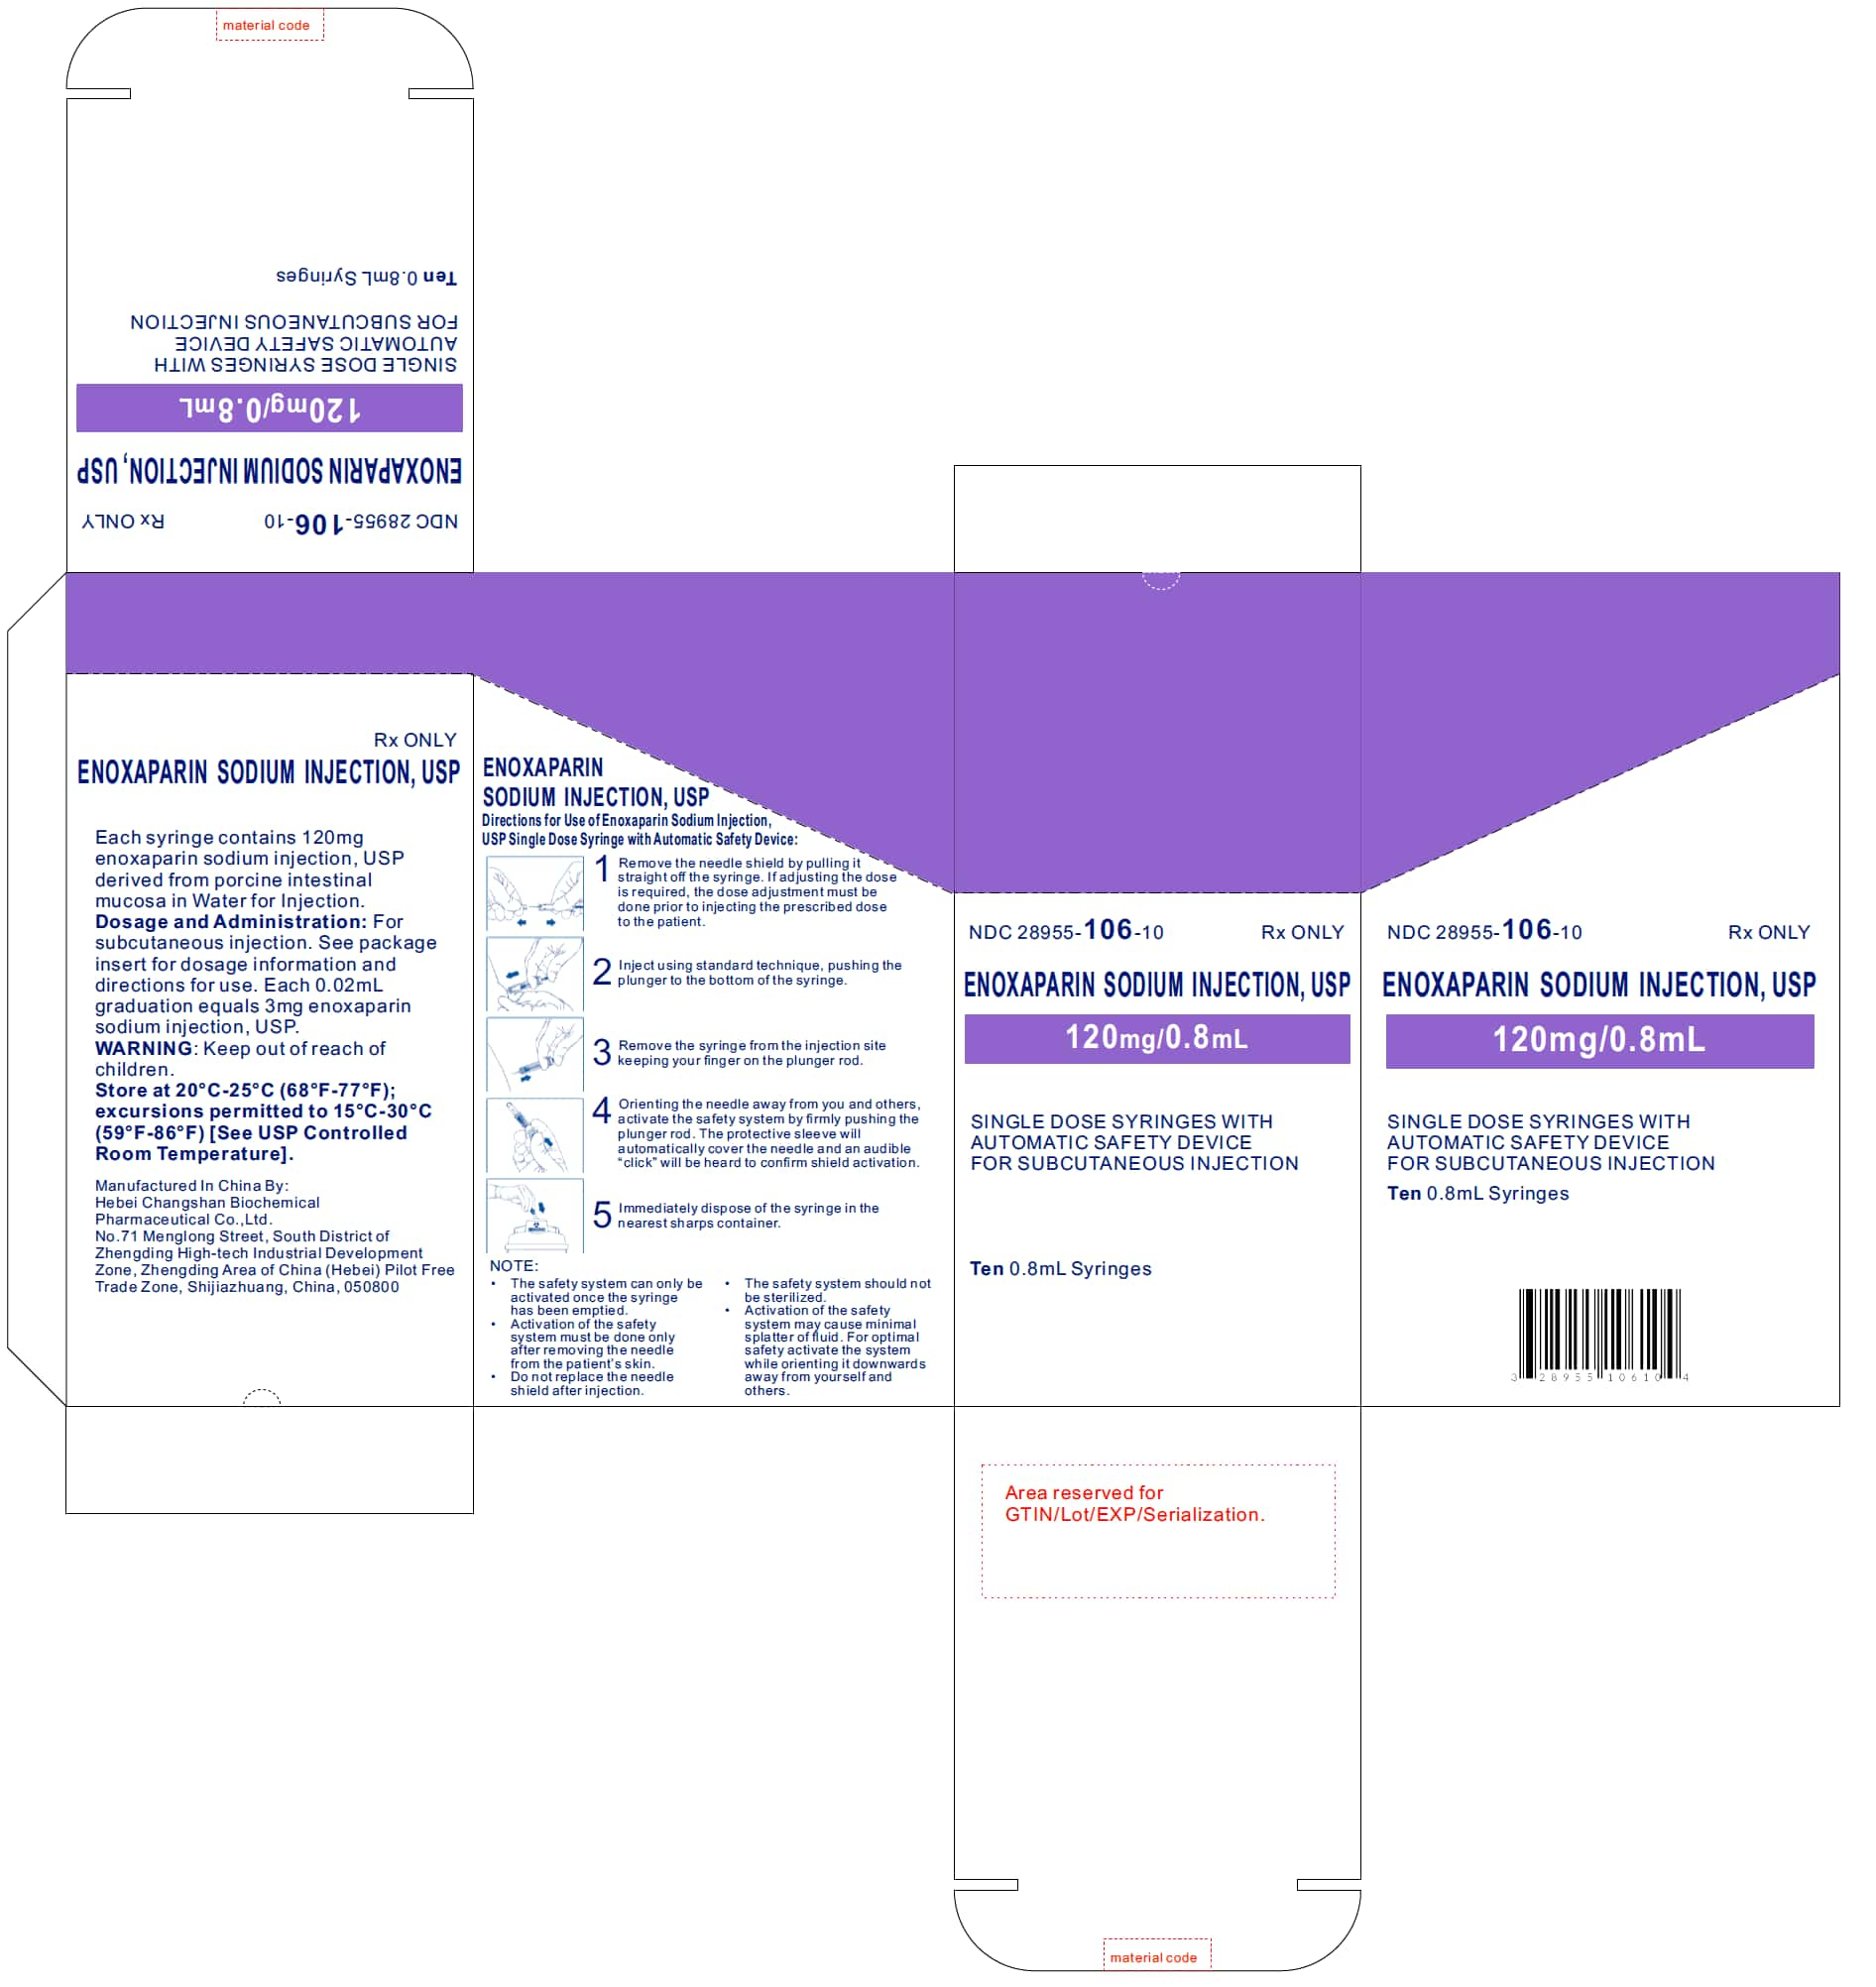 material code
Ten 0.8mL Syringes
FOR SUBCUTANEOUS INJECTION
AUTOMATIC SAFETY DEVICE
SINGLE DOSE SYRINGES WITH
120mg/0.8mL
ENOXAPARIN SODIUM INJECTION, USP
NDC 28955-106-10 Rx ONLY
Rx ONLY
ENOXAPARIN SODIUM INJECTION, USP
Each syringe contains 120mg
enoxaparin sodium injection, USP
derived from porcine intestinal
mucosa in Water for Injection.
Dosage and Administration: For
subcutaneous injection. See package
insert for dosage information and
directions for use. Each 0.02mL
graduation equals 3mg enoxaparin
sodium injection, USP.
WARNING: Keep out of reach of
children.
Store at 20°C-25°C (68°F-77°F);
excursions permitted to 15°C-30°C
(59°F-86°F) [See USP Controlled
Room Temperature].
Manufactured In China By:
Hebei Changshan Biochemical
Pharmaceutical Co.,Ltd.
No.71 Menglong Street, South District of
Zhengding High-tech Industrial Development
Zone, Zhengding Area of China (Hebei) Pilot Free
Trade Zone, Shijiazhuang, China, 050800
ENOXAPARIN
SODIUM INJECTION, USP
Directions for Use of Enoxaparin Sodium Injection,
USP Single Dose Syringe with Automatic Safety Device:
1 Remove the needle shield by pulling it
straight off the syringe. If adjusting the dose
is required, the dose adjustment must be
done prior to injecting the prescribed dose
to the patient.
2 Inject using standard technique, pushing the
plunger to the bottom of the syringe.
3 Remove the syringe from the injection site
keeping your finger on the plunger rod.
4 Orienting the needle away from you and others,
activate the safety system by firmly pushing the
plunger rod. The protective sleeve will
automatically cover the needle and an audible
“click” will be heard to confirm shield activation.
5 Immediately dispose of the syringe in the
nearest sharps container.
NOTE:
• The safety system can only be
activated once the syringe
has been emptied.
• Activation of the safety
system must be done only
after removing the needle
from the patient's skin.
• Do not replace the needle
shield after injection.
• The safety system should not
be sterilized.
• Activation of the safety
system may cause minimal
splatter of fluid. For optimal
safety activate the system
while orienting it downwards
away from yourself and
others.
NDC 28955-106-10 Rx ONLY
ENOXAPARIN SODIUM INJECTION, USP
120mg/0.8mL
SINGLE DOSE SYRINGES WITH
AUTOMATIC SAFETY DEVICE
FOR SUBCUTANEOUS INJECTION
Ten 0.8mL Syringes
NDC 28955-106-10 Rx ONLY
ENOXAPARIN SODIUM INJECTION, USP
120mg/0.8mL
SINGLE DOSE SYRINGES WITH
AUTOMATIC SAFETY DEVICE
FOR SUBCUTANEOUS INJECTION
Ten 0.8mL Syringes
3 28955 10610 4
Area reserved for
GTIN/Lot/EXP/Serialization.
material code